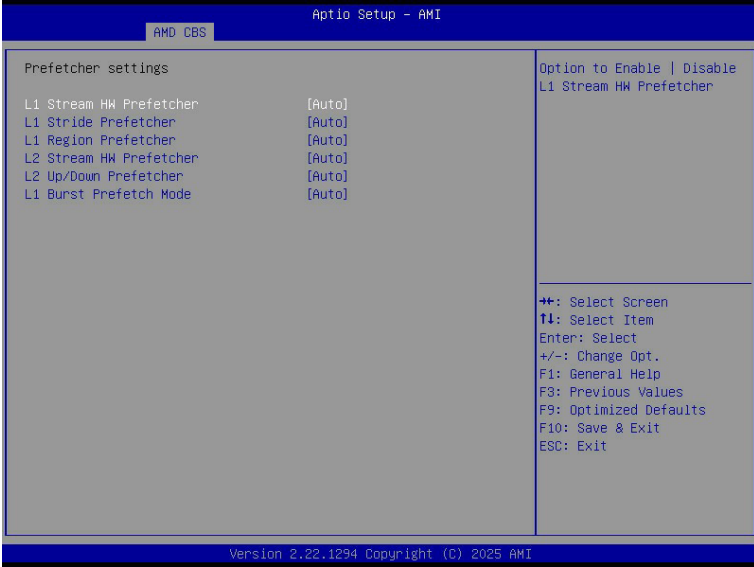 Aptio Setup - AMI
AMD CBS
Prefetcher settings
L1 Stream HW Prefetcher [Auto]
L1 Stride Prefetcher [Auto]
L1 Region Prefetcher [Auto]
L2 Stream HW Prefetcher [Auto]
L2 Up/Down Prefetcher [Auto]
L1 Burst Prefetch Mode [Auto]
Option to Enable | Disable
L1 Stream HW Prefetcher
→←: Select Screen
↑↓: Select Item
Enter: Select
+/-: Change Opt.
F1: General Help
F3: Previous Values
F9: Optimized Defaults
F10: Save & Exit
ESC: Exit
Version 2.22.1294 Copyright (C) 2025 AMI